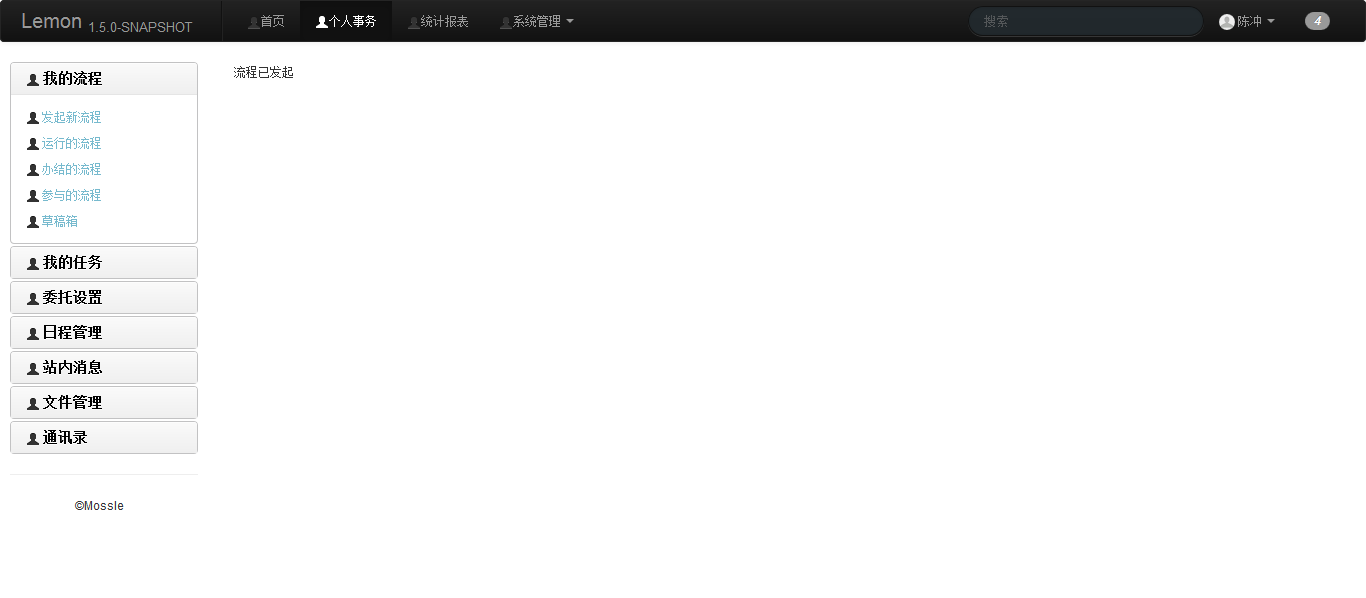 Lemon 1.5.0-SNAPSHOT 首页 个人事务 统计报表 系统管理 搜索 陈冲 4
我的流程
发起新流程
运行的流程
办结的流程
参与的流程
草稿箱
我的任务
委托设置
日程管理
站内消息
文件管理
通讯录
©Mossle
流程已发起